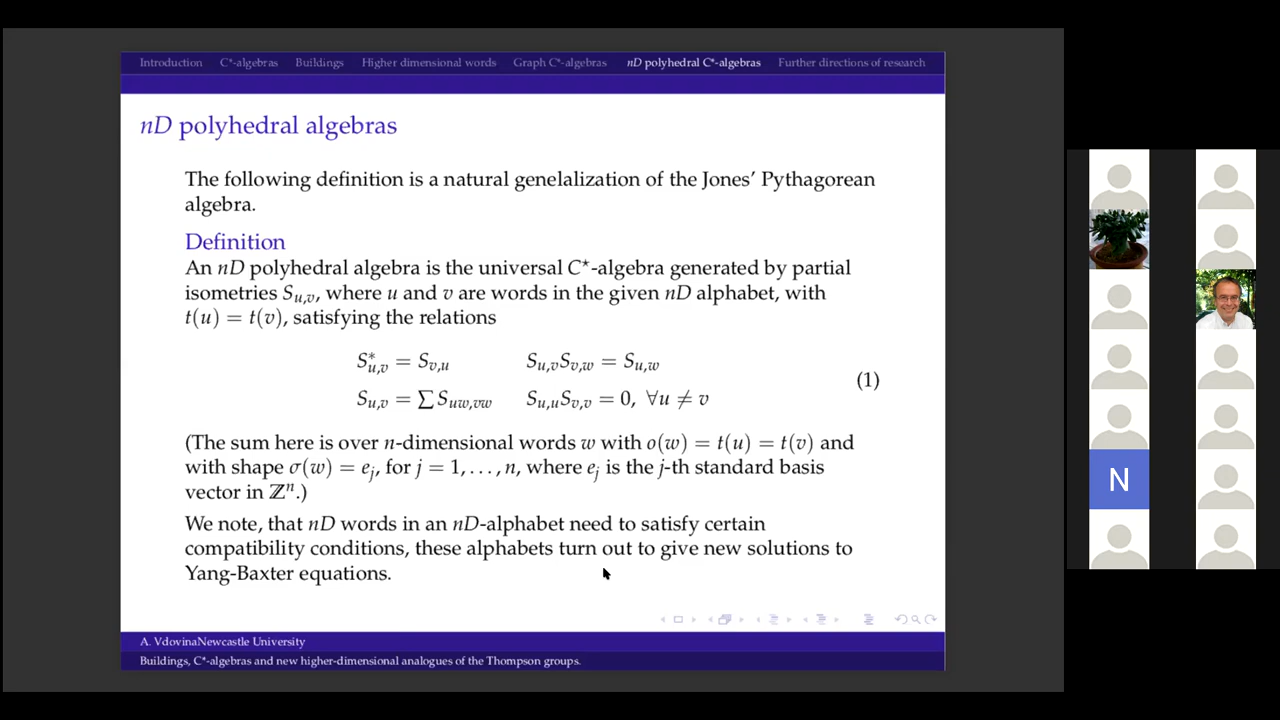 Introduction C*-algebras Buildings Higher dimensional words Graph C*-algebras nD polyhedral C*-algebras Further directions of research
nD polyhedral algebras
The following definition is a natural genelalization of the Jones' Pythagorean
algebra.
Definition
An nD polyhedral algebra is the universal C*-algebra generated by partial
isometries S_{u,v}, where u and v are words in the given nD alphabet, with
t(u) = t(v), satisfying the relations
S*_{u,v} = S_{v,u} S_{u,v}S_{v,w} = S_{u,w}
(1)
S_{u,v} = ∑ S_{uw,vw} S_{u,u}S_{v,v} = 0, ∀u ≠ v
(The sum here is over n-dimensional words w with o(w) = t(u) = t(v) and
with shape σ(w) = e_j, for j = 1, . . . , n, where e_j is the j-th standard basis
vector in ℤ^n.)
We note, that nD words in an nD-alphabet need to satisfy certain
compatibility conditions, these alphabets turn out to give new solutions to
Yang-Baxter equations.
A. VdovinaNewcastle University
Buildings, C*-algebras and new higher-dimensional analogues of the Thompson groups.
N